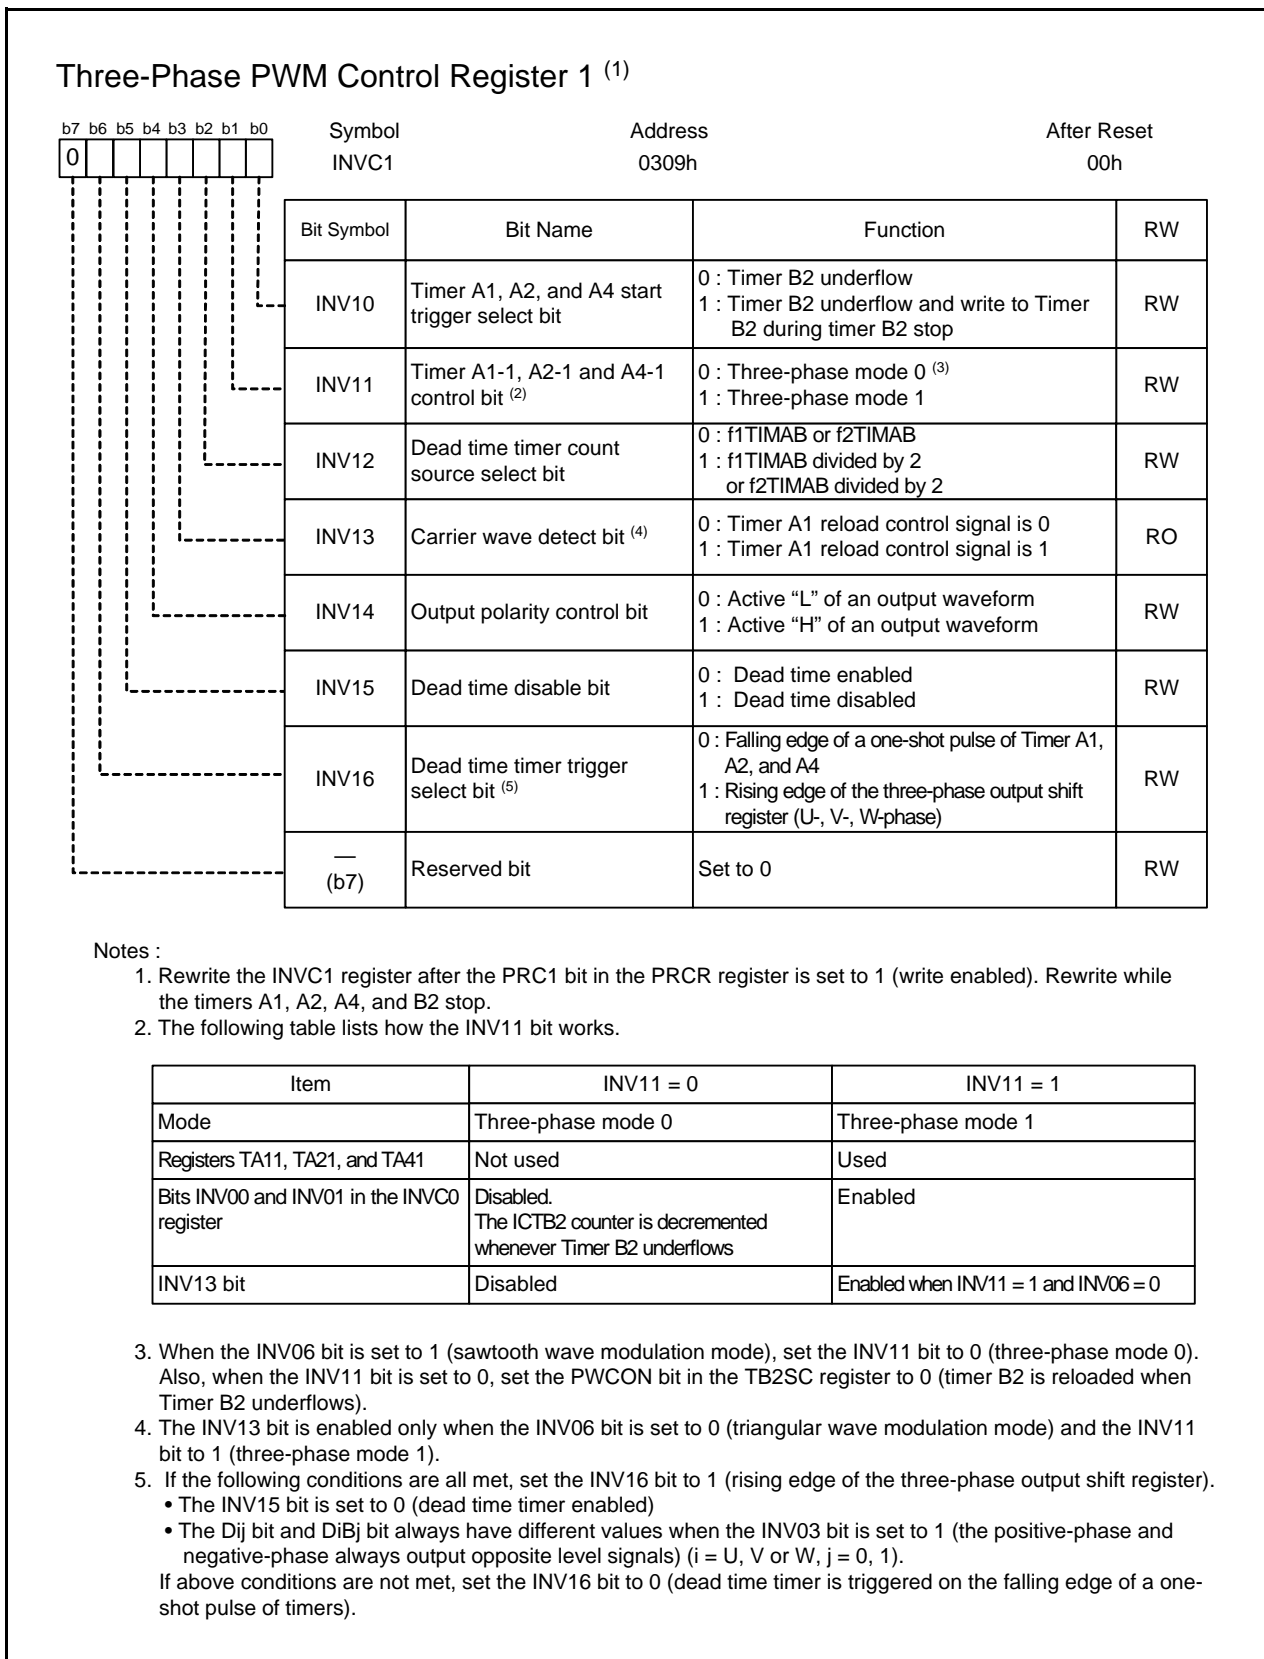 Three-Phase PWM Control Register 1 (1)
b7 b6 b5 b4 b3 b2 b1 b0
Symbol Address After Reset
0
INVC1 0309h 00h
Bit Symbol Bit Name Function RW
INV10
Timer A1, A2, and A4 start
trigger select bit
0 : Timer B2 underflow
1 : Timer B2 underflow and write to Timer
B2 during timer B2 stop
RW
INV11
Timer A1-1, A2-1 and A4-1
control bit (2)
0 : Three-phase mode 0 (3)
1 : Three-phase mode 1
RW
INV12
Dead time timer count
source select bit
0 : f1TIMAB or f2TIMAB
1 : f1TIMAB divided by 2
or f2TIMAB divided by 2
RW
INV13
Carrier wave detect bit (4)
0 : Timer A1 reload control signal is 0
1 : Timer A1 reload control signal is 1
RO
INV14
Output polarity control bit
0 : Active “L” of an output waveform
1 : Active “H” of an output waveform
RW
INV15
Dead time disable bit
0 : Dead time enabled
1 : Dead time disabled
RW
INV16
Dead time timer trigger
select bit (5)
0 : Falling edge of a one-shot pulse of Timer A1,
A2, and A4
1 : Rising edge of the three-phase output shift
register (U-, V-, W-phase)
RW
—
(b7)
Reserved bit
Set to 0
RW
Notes :
1. Rewrite the INVC1 register after the PRC1 bit in the PRCR register is set to 1 (write enabled). Rewrite while
the timers A1, A2, A4, and B2 stop.
2. The following table lists how the INV11 bit works.
Item INV11 = 0 INV11 = 1
Mode Three-phase mode 0 Three-phase mode 1
Registers TA11, TA21, and TA41 Not used Used
Bits INV00 and INV01 in the INVC0
register
Disabled.
The ICTB2 counter is decremented
whenever Timer B2 underflows
Enabled
INV13 bit Disabled Enabled when INV11 = 1 and INV06 = 0
3. When the INV06 bit is set to 1 (sawtooth wave modulation mode), set the INV11 bit to 0 (three-phase mode 0).
Also, when the INV11 bit is set to 0, set the PWCON bit in the TB2SC register to 0 (timer B2 is reloaded when
Timer B2 underflows).
4. The INV13 bit is enabled only when the INV06 bit is set to 0 (triangular wave modulation mode) and the INV11
bit to 1 (three-phase mode 1).
5. If the following conditions are all met, set the INV16 bit to 1 (rising edge of the three-phase output shift register).
• The INV15 bit is set to 0 (dead time timer enabled)
• The Dij bit and DiBj bit always have different values when the INV03 bit is set to 1 (the positive-phase and
negative-phase always output opposite level signals) (i = U, V or W, j = 0, 1).
If above conditions are not met, set the INV16 bit to 0 (dead time timer is triggered on the falling edge of a one-
shot pulse of timers).